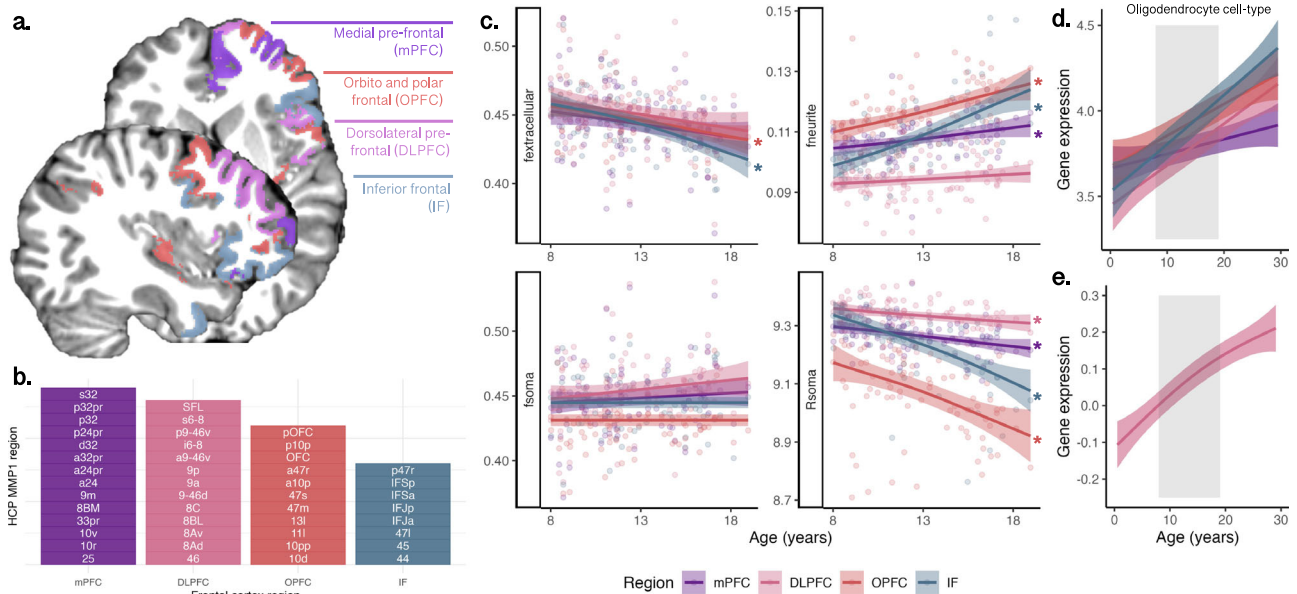 a.
Medial pre-frontal
(mPFC)
Orbito and polar
frontal (OPFC)
Dorsolateral pre-
frontal (DLPFC)
Inferior frontal
(IF)
b.
HCP MMP1 region
s32
p32pr
p32
p24pr
d32
a32pr
a24pr
a24
9m
8BM
33pr
10v
10r
25
SFL
s6-8
p9-46v
i6-8
a9-46v
9p
9a
9-46d
8C
8BL
8Av
8Ad
46
pOFC
p10p
OFC
a47r
a10p
47s
47m
13l
11l
10pp
10d
p47r
IFSp
IFSa
IFJp
IFJa
47l
45
44
mPFC DLPFC OPFC IF
Frontal cortex region
c.
fextracellular
0.50
0.45
0.40
8 13 18
*
*
fneurite
0.15
0.13
0.11
0.09
8 13 18
*
*
*
fsoma
0.50
0.45
0.40
8 13 18
Rsoma
9.3
9.1
8.9
8.7
8 13 18
*
*
*
*
Age (years)
Region mPFC DLPFC OPFC IF
d.
Oligodendrocyte cell-type
Gene expression
4.5
4.0
3.5
0 10 20 30
e.
Gene expression
0.3
0.2
0.1
0.0
-0.1
-0.2
0 10 20 30
Age (years)